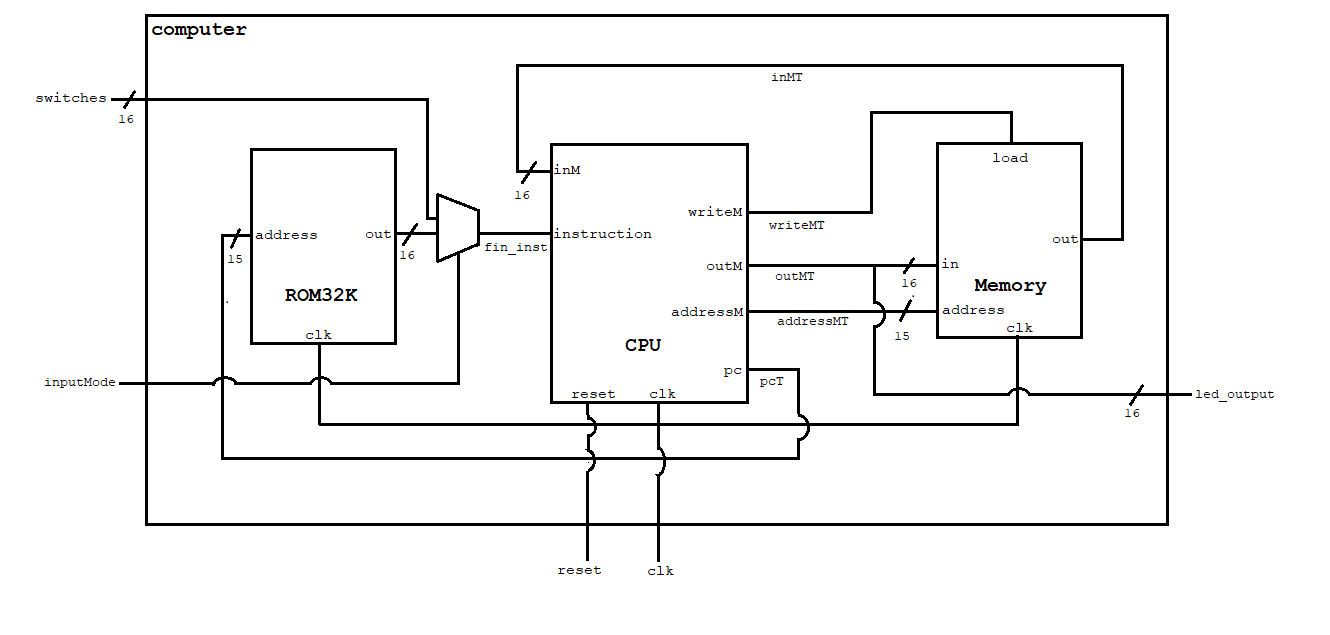 computer
inMT
switches
16
load
inM
16
writeM
writeMT
address
out
instruction
out
fin_inst
15
16
outM
outMT
in
16
Memory
ROM32K
addressM
addressMT
address
15
clk
clk
CPU
pc
pcT
inputMode
reset
clk
led_output
16
reset
clk